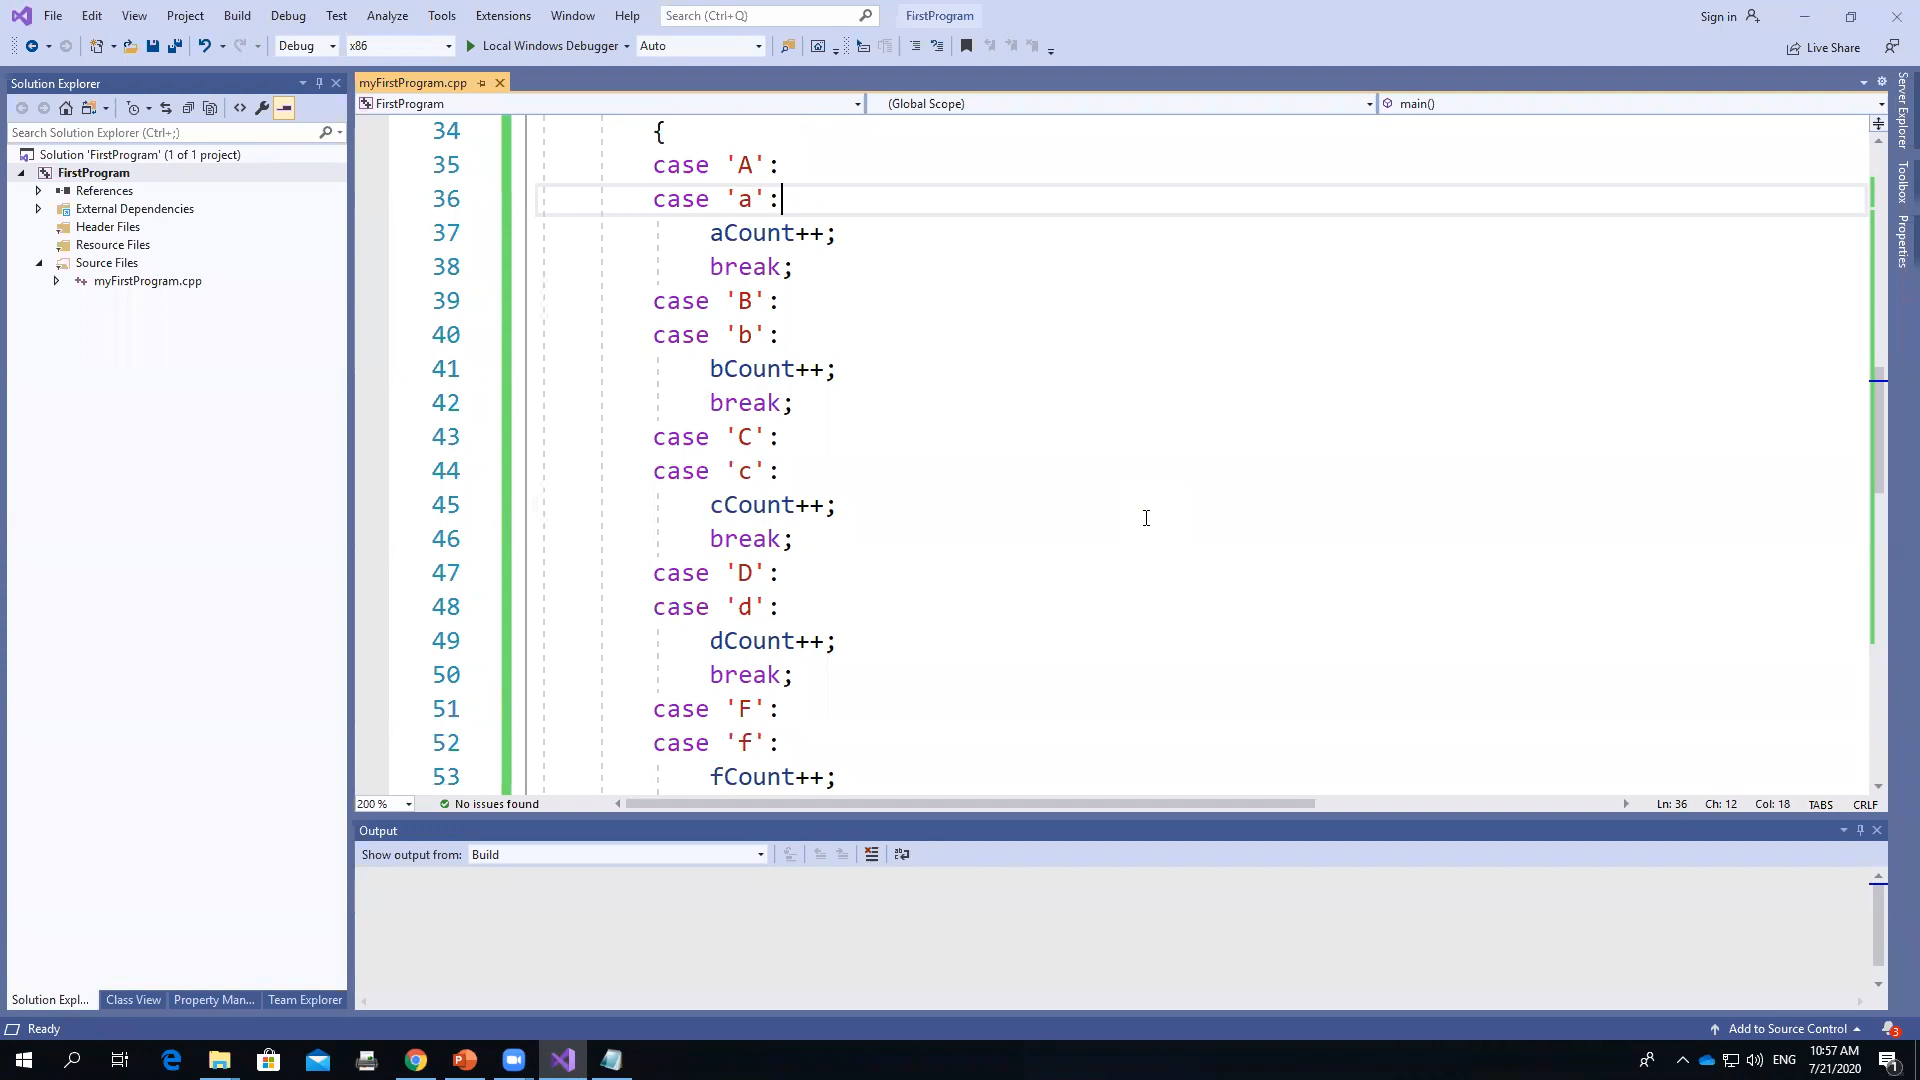 File Edit View Project Build Debug Test Analyze Tools Extensions Window Help Search (Ctrl+Q) FirstProgram Sign in
Debug x86 Local Windows Debugger Auto Live Share
Solution Explorer
Search Solution Explorer (Ctrl+;)
Solution 'FirstProgram' (1 of 1 project)
FirstProgram
References
External Dependencies
Header Files
Resource Files
Source Files
myFirstProgram.cpp
Solution Expl... Class View Property Man... Team Explorer
myFirstProgram.cpp
FirstProgram (Global Scope) main()
34 {
35 case 'A':
36 case 'a':
37 aCount++;
38 break;
39 case 'B':
40 case 'b':
41 bCount++;
42 break;
43 case 'C':
44 case 'c':
45 cCount++;
46 break;
47 case 'D':
48 case 'd':
49 dCount++;
50 break;
51 case 'F':
52 case 'f':
53 fCount++;
200 % No issues found Ln: 36 Ch: 12 Col: 18 TABS CRLF
Output
Show output from: Build
Server Explorer
Toolbox
Properties
Ready Add to Source Control 3
ENG 10:57 AM
7/21/2020 1